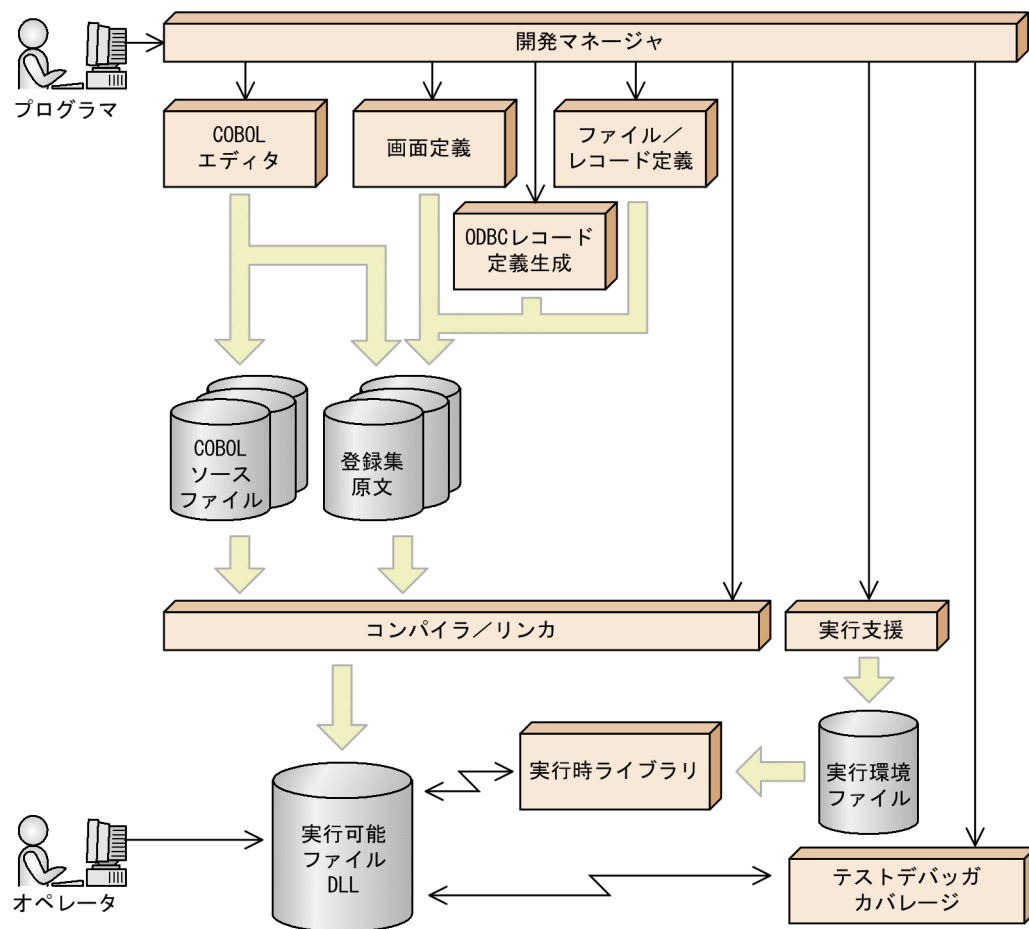 開発マネージャ
プログラマ
COBOL
エディタ
画面定義
ファイル／
レコード定義
ODBCレコード
定義生成
COBOL
ソース
ファイル
登録集
原文
コンパイラ／リンカ
実行支援
実行時ライブラリ
実行環境
ファイル
実行可能
ファイル
DLL
オペレータ
テストデバッガ
カバレージ